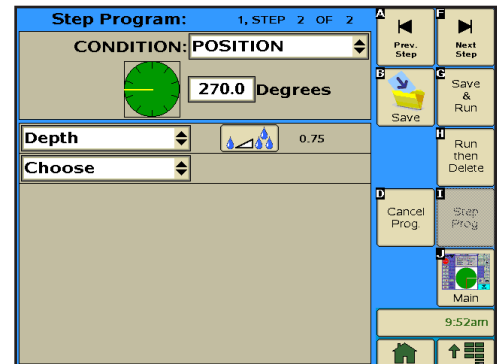 Step Program: 1, STEP 2 OF 2
CONDITION: POSITION
270.0 Degrees
Depth 0.75
Choose
A
Prev.
Step
F
Next
Step
B
Save
G
Save
&
Run
H
Run
then
Delete
D
Cancel
Prog.
I
Step
Prog
J
Main
9:52am